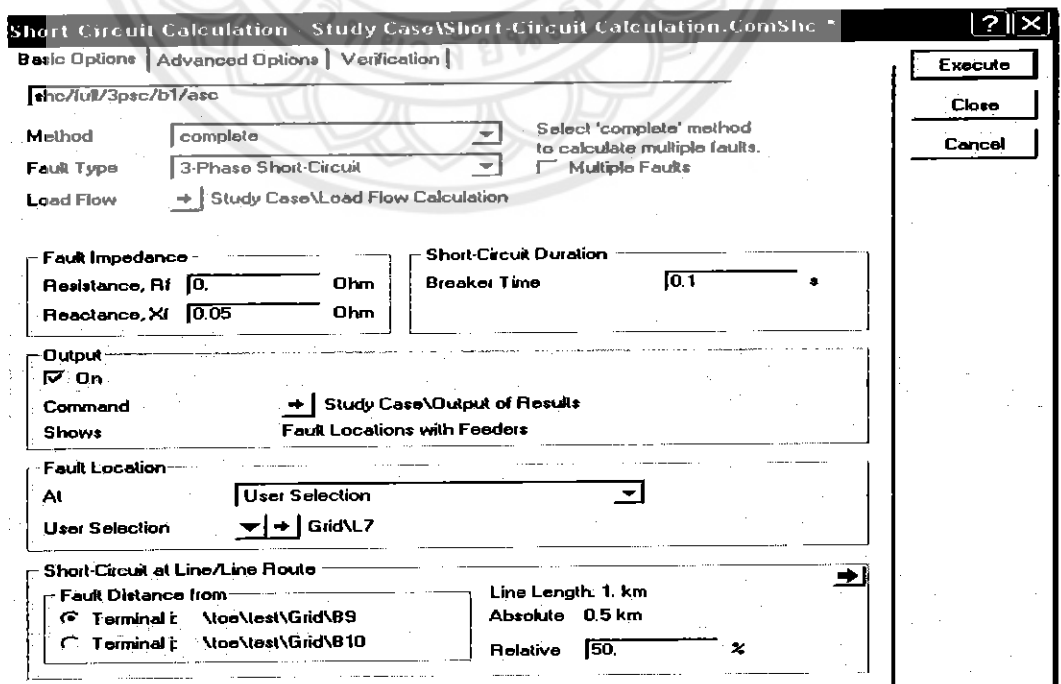 Short Circuit Calculation - Study Case\Short-Circuit Calculation.ComShc *
Basic Options Advanced Options Verification
Execute
Close
Cancel
shc/full/3psc/b1/asc
Method complete
Select 'complete' method
to calculate multiple faults.
Fault Type 3-Phase Short-Circuit Multiple Faults
Load Flow Study Case\Load Flow Calculation
Fault Impedance
Resistance, Rf 0. Ohm
Reactance, Xf 0.05 Ohm
Short-Circuit Duration
Breaker Time 0.1 s
Output
On
Command Study Case\Output of Results
Shows Fault Locations with Feeders
Fault Location
At User Selection
User Selection Grid\L7
Short-Circuit at Line/Line Route
Fault Distance from
Terminal i: \toe\test\Grid\B9
Terminal j: \toe\test\Grid\B10
Line Length: 1. km
Absolute 0.5 km
Relative 50. %